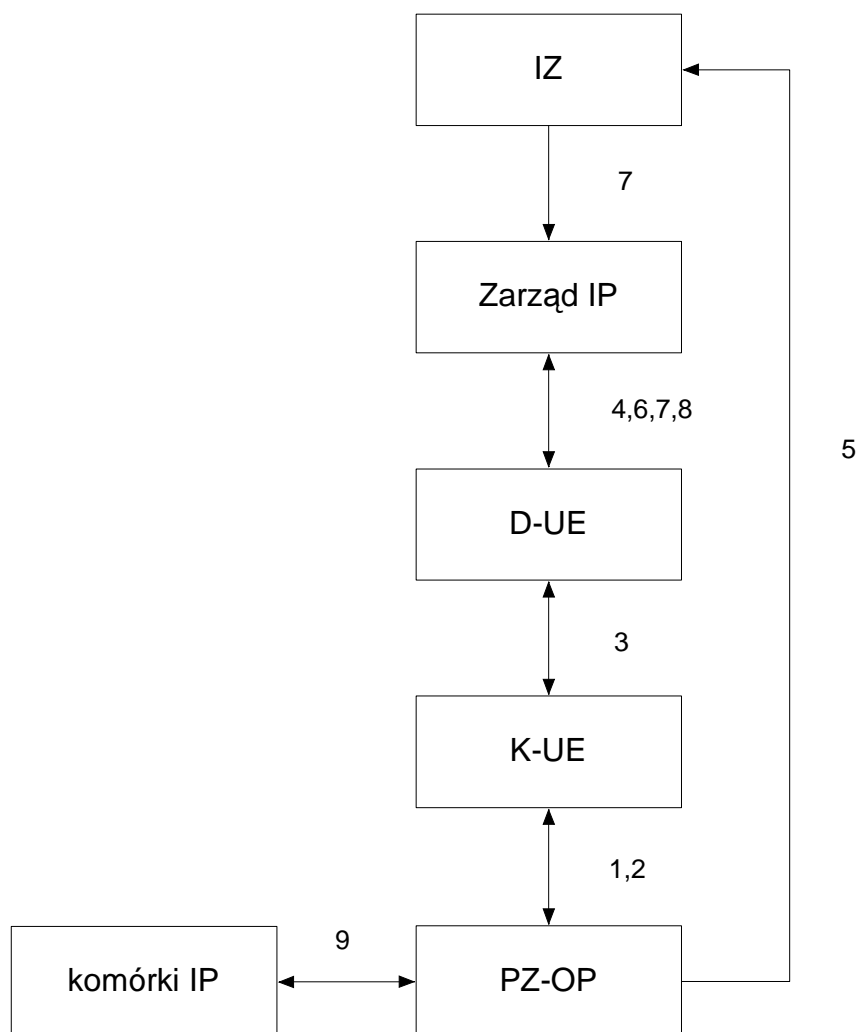 IZ
7
Zarząd IP
4,6,7,8
5
D-UE
3
K-UE
1,2
9
komórki IP
PZ-OP